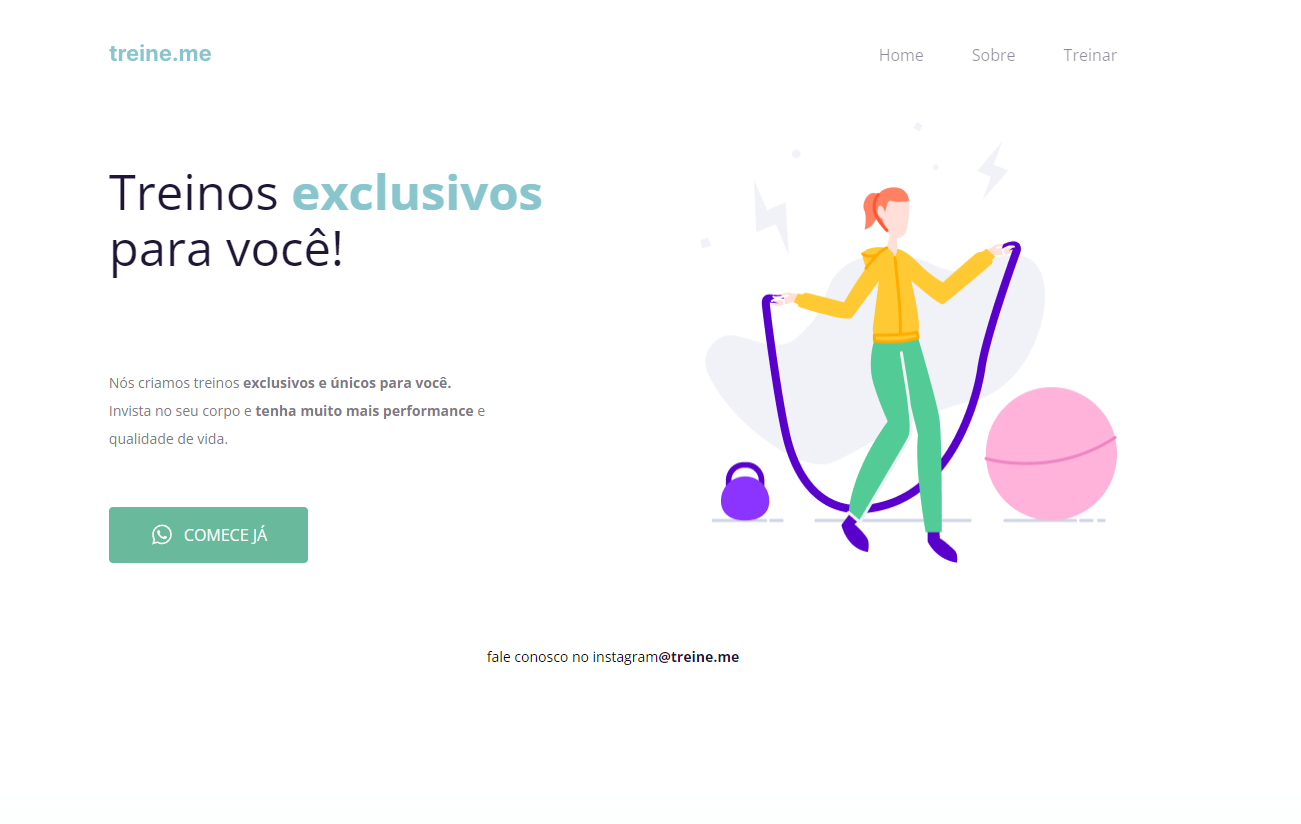 treine.me
Home
Sobre
Treinar
Treinos exclusivos
para você!
Nós criamos treinos exclusivos e únicos para você.
Invista no seu corpo e tenha muito mais performance e
qualidade de vida.
COMECE JÁ
fale conosco no instagram@treine.me